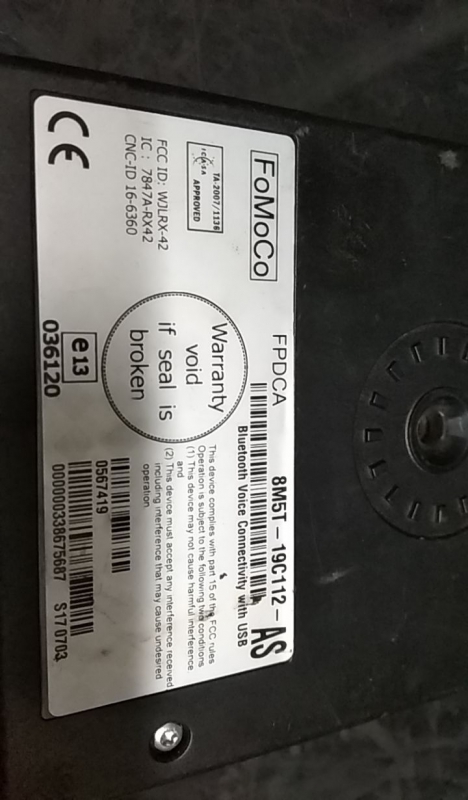 FoMoCo
FPDCA
8M5T - 19C112 - AS
Bluetooth Voice Connectivity with USB
TA-2007/1136
ICASA
APPROVED
FCC ID: WJLRX-42
IC : 7847A-RX42
CNC-ID 16-6360
Warranty
void
if seal is
broken
This device complies with part 15 of the FCC rules
Operation is subject to the following two conditions
(1) This device may not cause harmful interference
and
(2) This device must accept any interference received
including interference that may cause undesired
operation
CE
e13
036120
0567419
0000000338675687 S170703